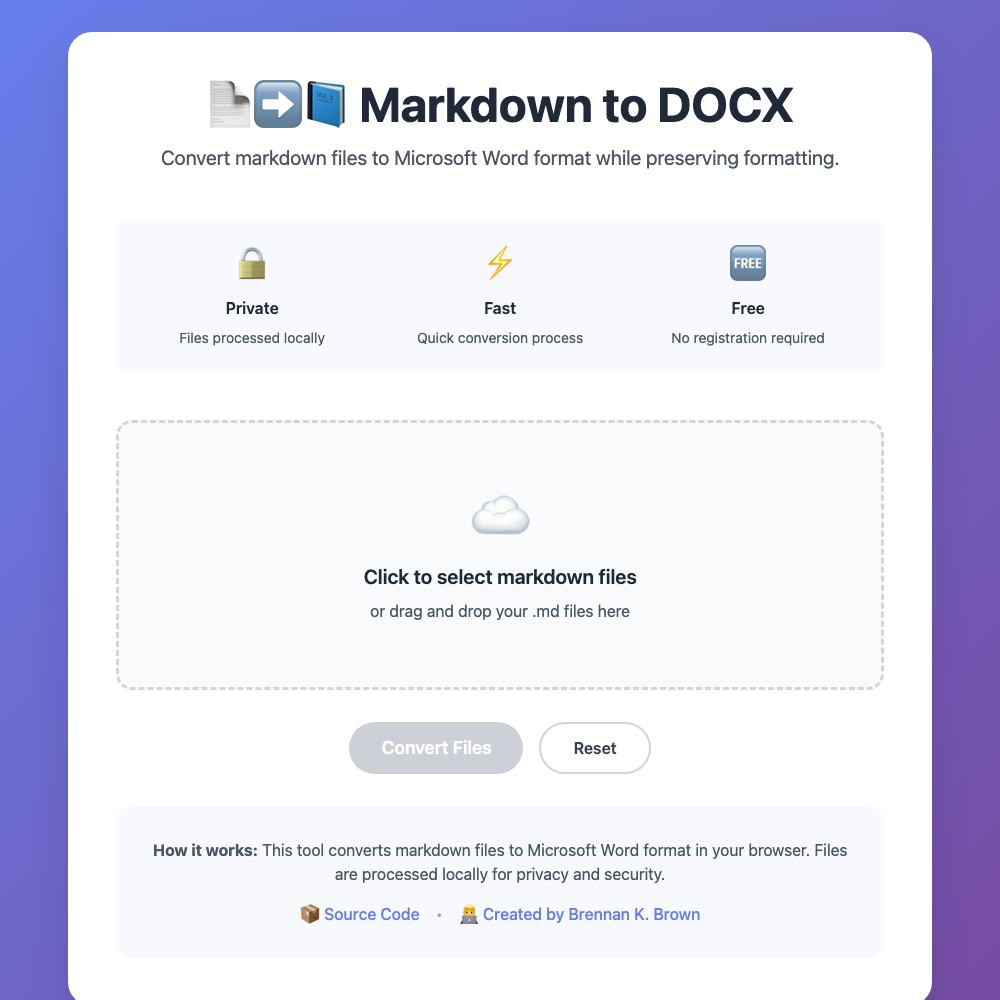 Markdown to DOCX
Convert markdown files to Microsoft Word format while preserving formatting.
FREE
Private
Fast
Free
Files processed locally
Quick conversion process
No registration required
Click to select markdown files
or drag and drop your .md files here
Convert Files
Reset
How it works: This tool converts markdown files to Microsoft Word format in your browser. Files
are processed locally for privacy and security.
Source Code • Created by Brennan K. Brown